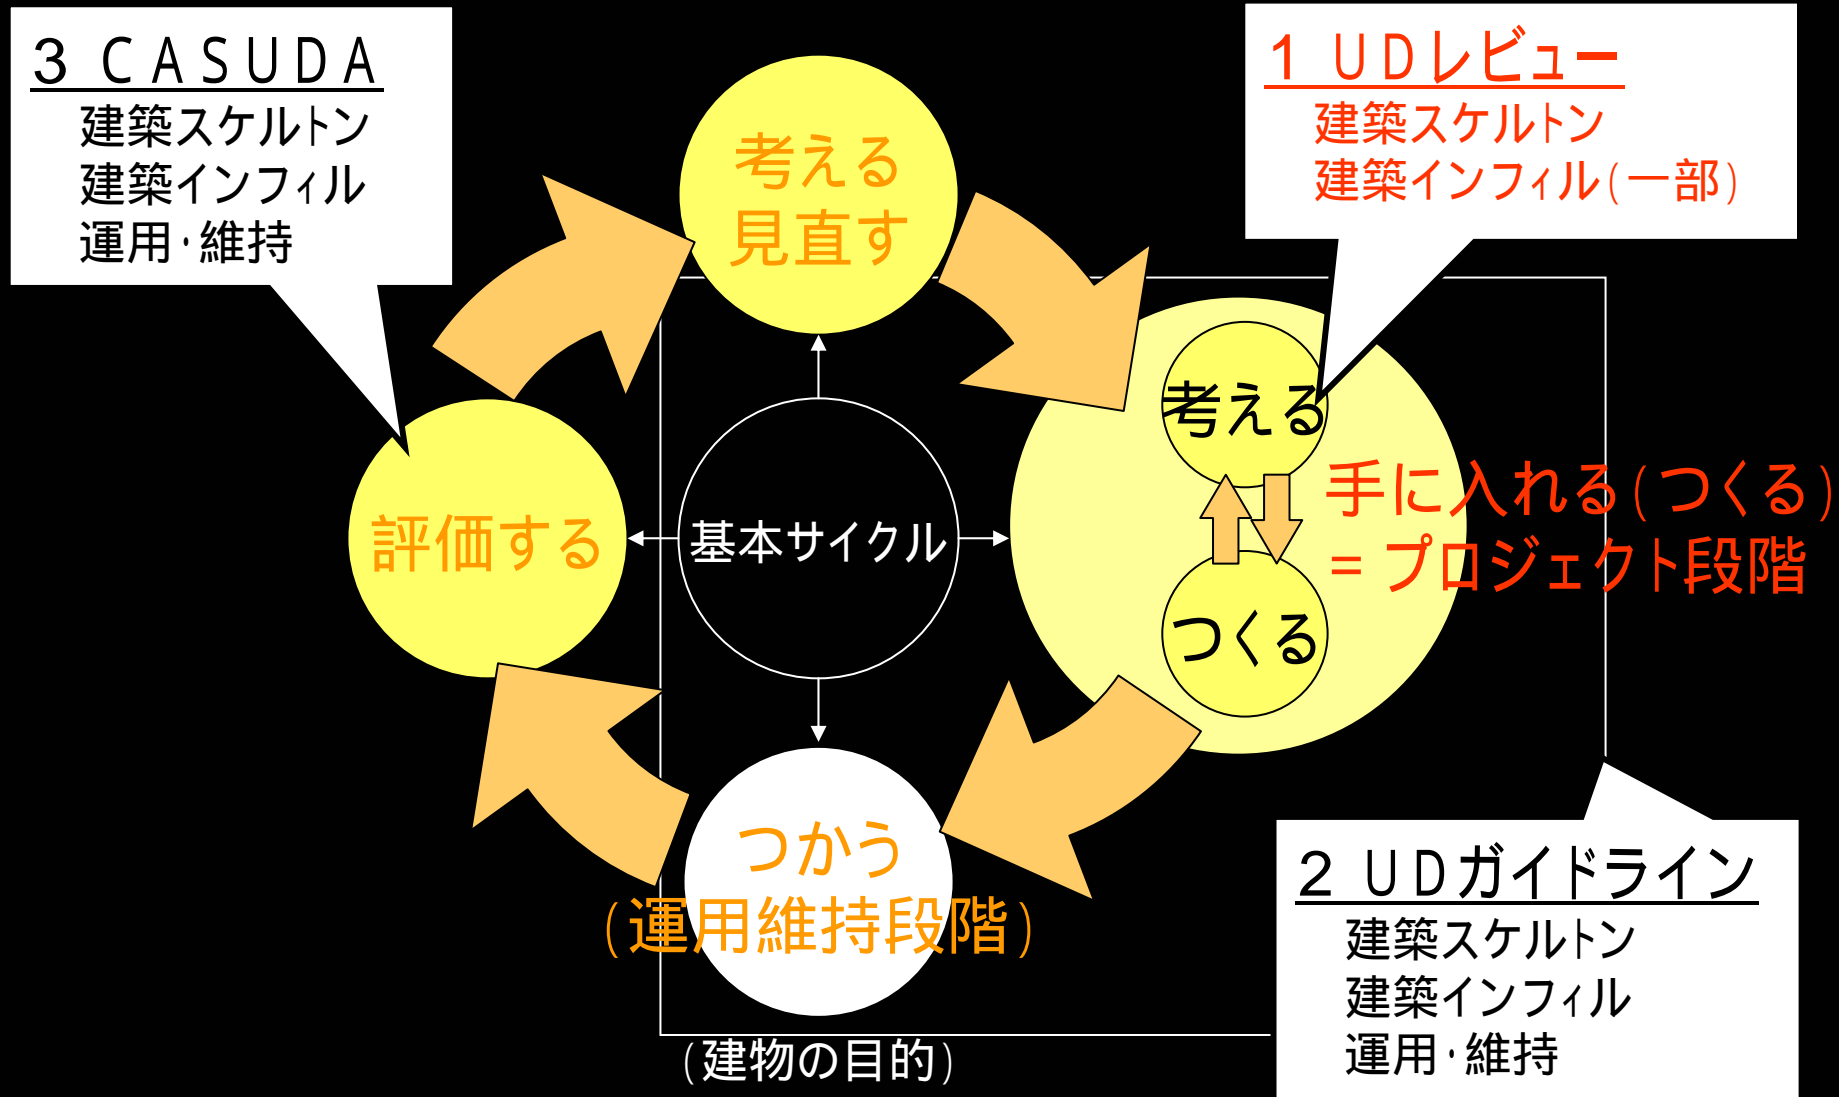 3 CASUDA
建築スケルトン
建築インフィル
運用・維持
1 UDレビュー
建築スケルトン
建築インフィル(一部)
考える
見直す
考える
手に入れる(つくる)
=プロジェクト段階
評価する
基本サイクル
つくる
つかう
(運用維持段階)
2 UDガイドライン
建築スケルトン
建築インフィル
運用・維持
(建物の目的)